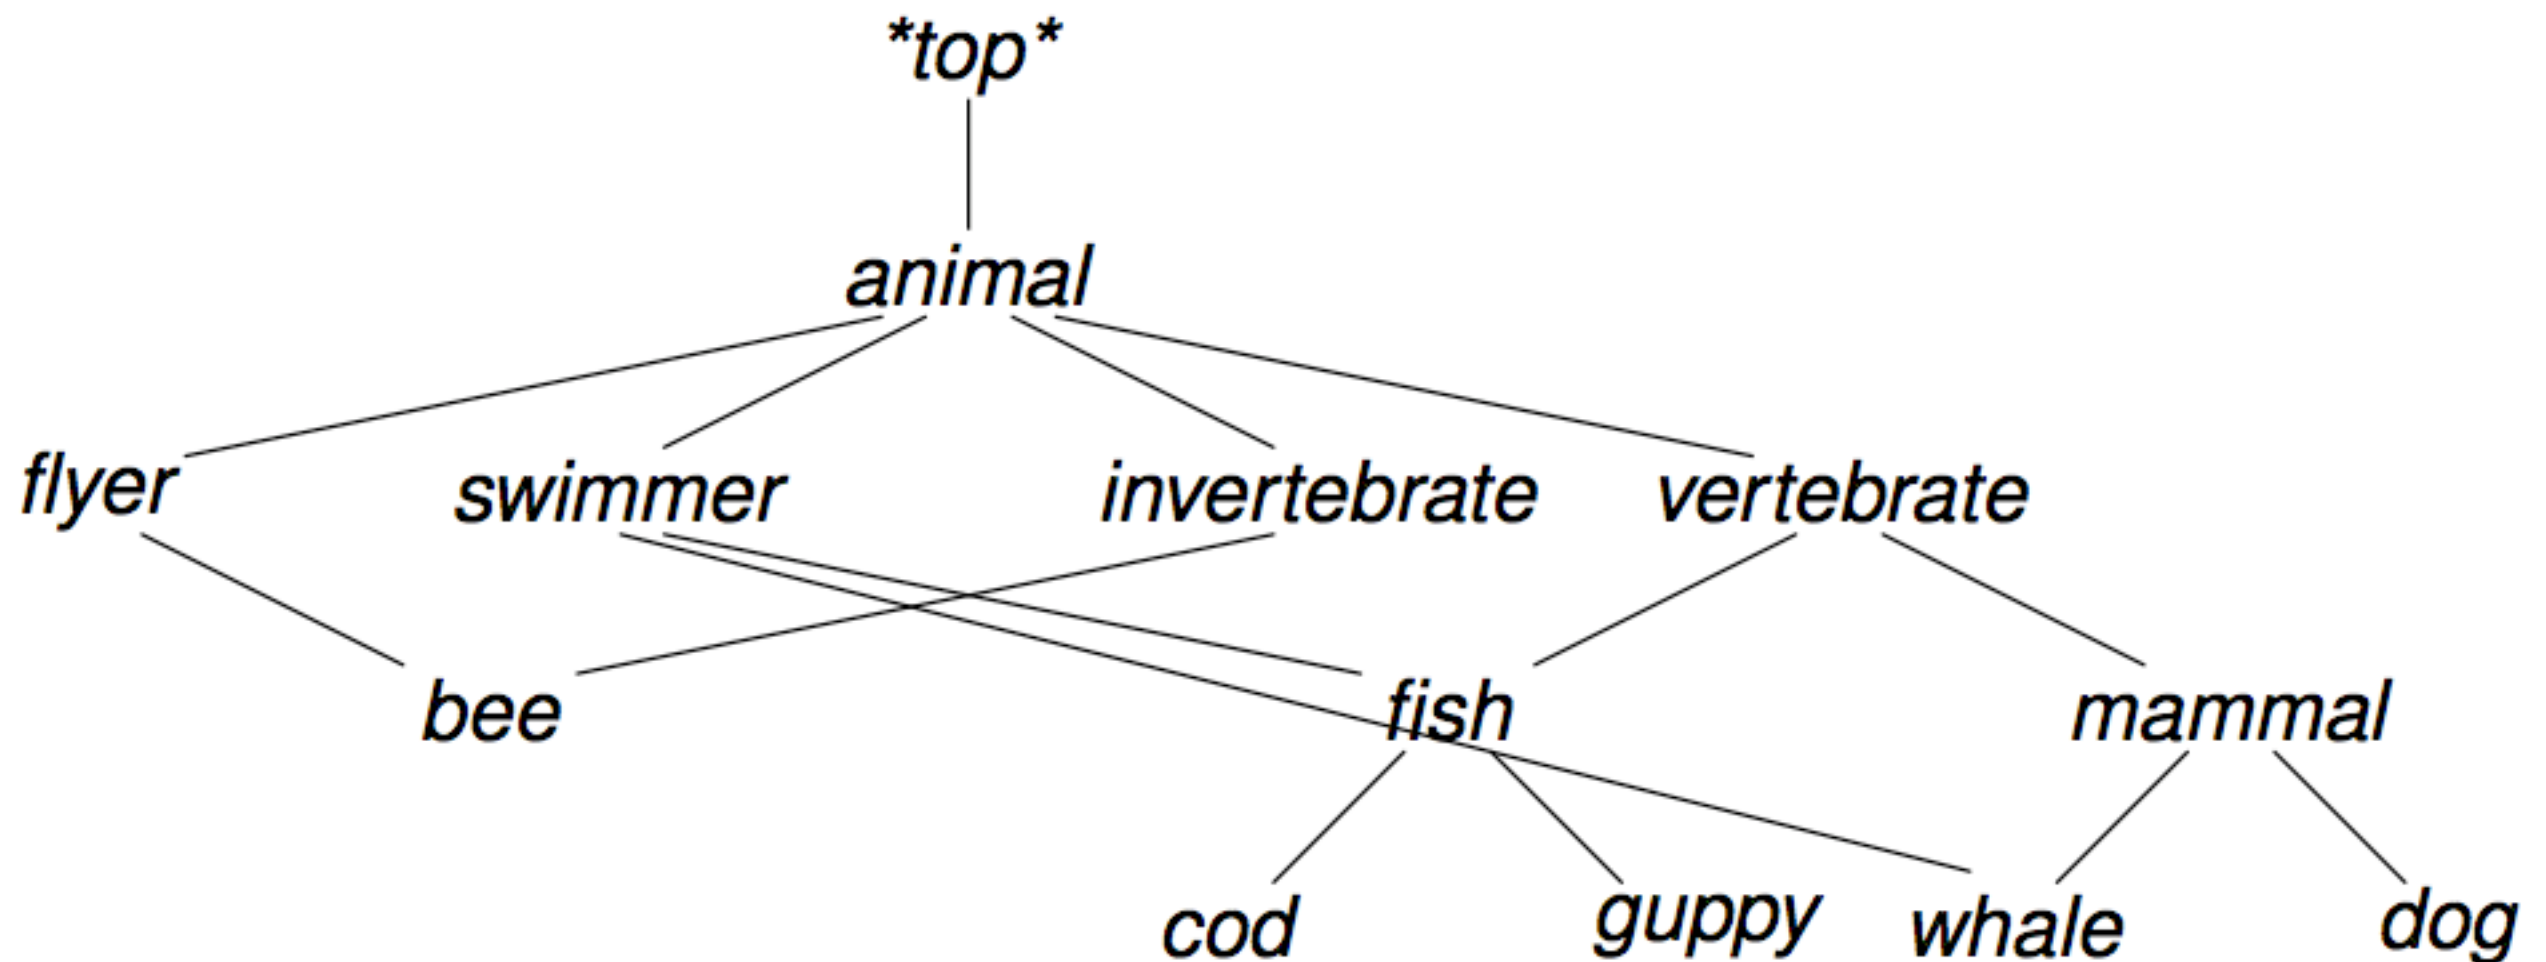 *top*
animal
flyer swimmer invertebrate vertebrate
bee fish mammal
cod guppy whale dog